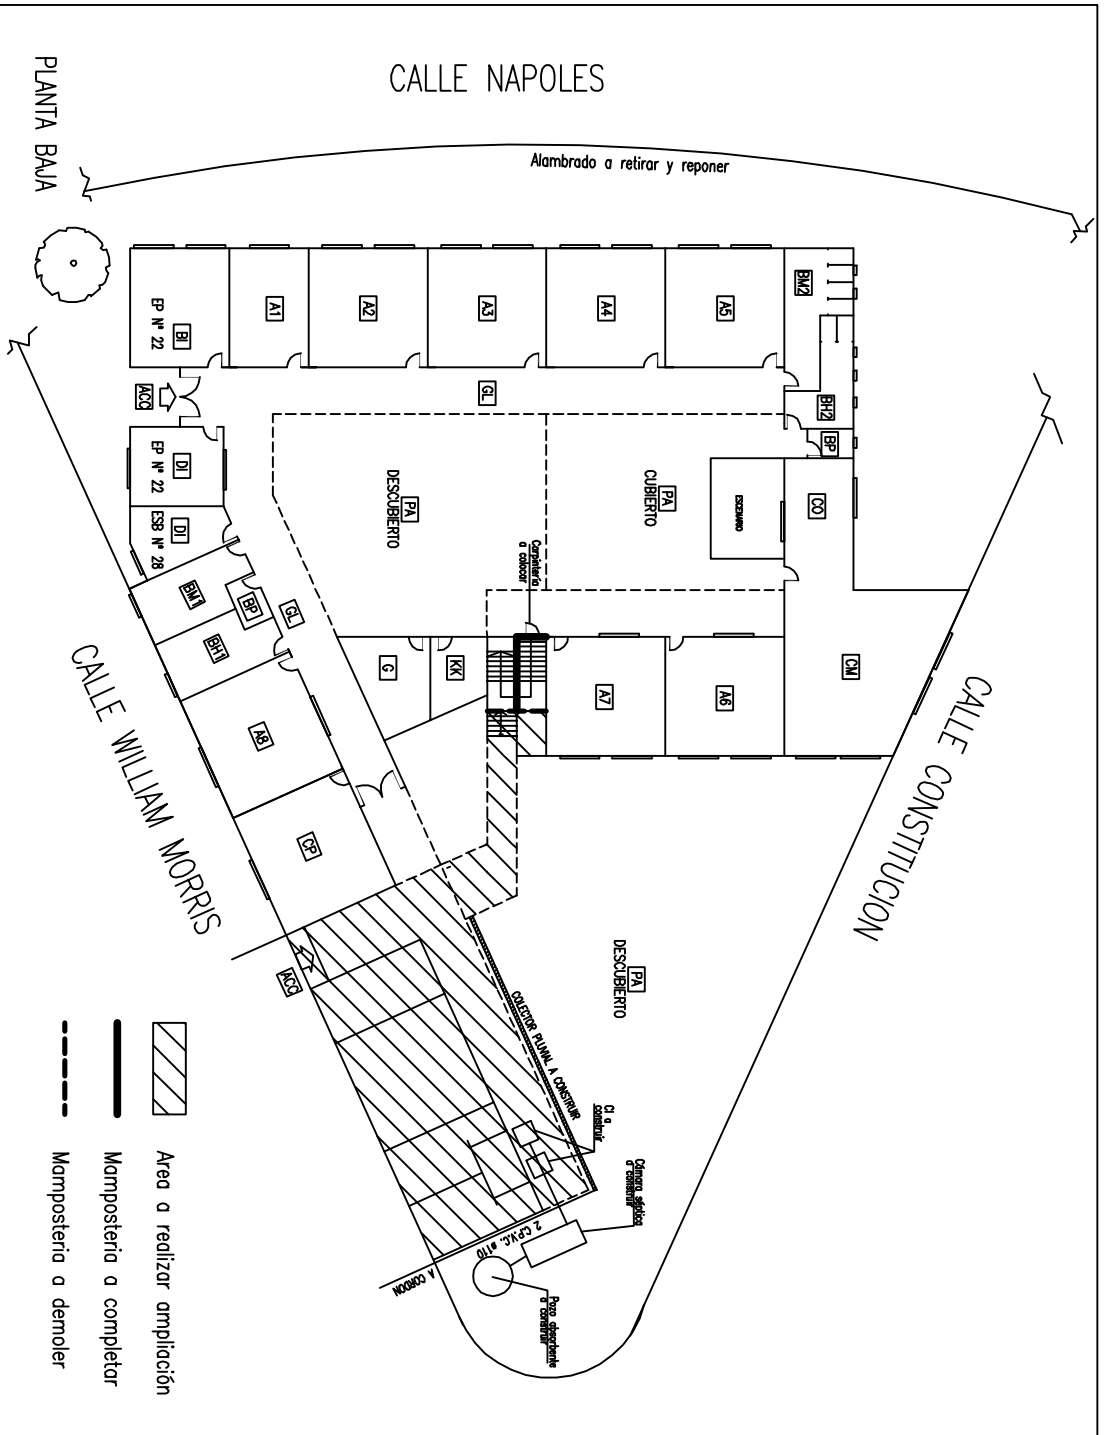 CALLE NAPOLES
PLANTA BAJA
Alambrado a retirar y reponer
BI
EP Nº 22
A1
A2
A3
A4
A5
BM2
BH2
BP
GL
ACC
DI
EP Nº 22
DI
ESB Nº 28
BM1
BP
BH1
GL
PA
DESCUBIERTO
PA
CUBIERTO
ESCENARIO
CO
CM
Carpintería
a colocar
G
KK
A7
A6
A8
CP
CALLE WILLIAM MORRIS
CALLE CONSTITUCION
PA
DESCUBIERTO
ACC
COLECTOR PLUVIAL A CONSTRUIR
CI a
construir
Cámara séptica
a construir
2 C.P.V.C. ø110
A CORDON
Pozo absorbente
a construir
Area a realizar ampliación
Mamposteria a completar
Mamposteria a demoler